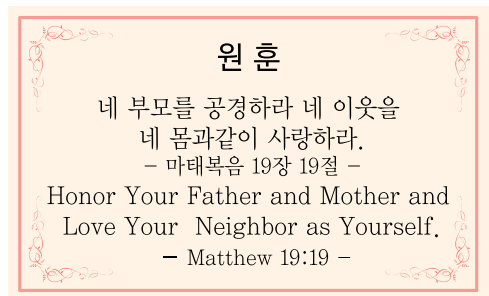 원 훈
네 부모를 공경하라 네 이웃을
네 몸과같이 사랑하라.
- 마태복음 19장 19절 -
Honor Your Father and Mother and
Love Your Neighbor as Yourself.
- Matthew 19:19 -